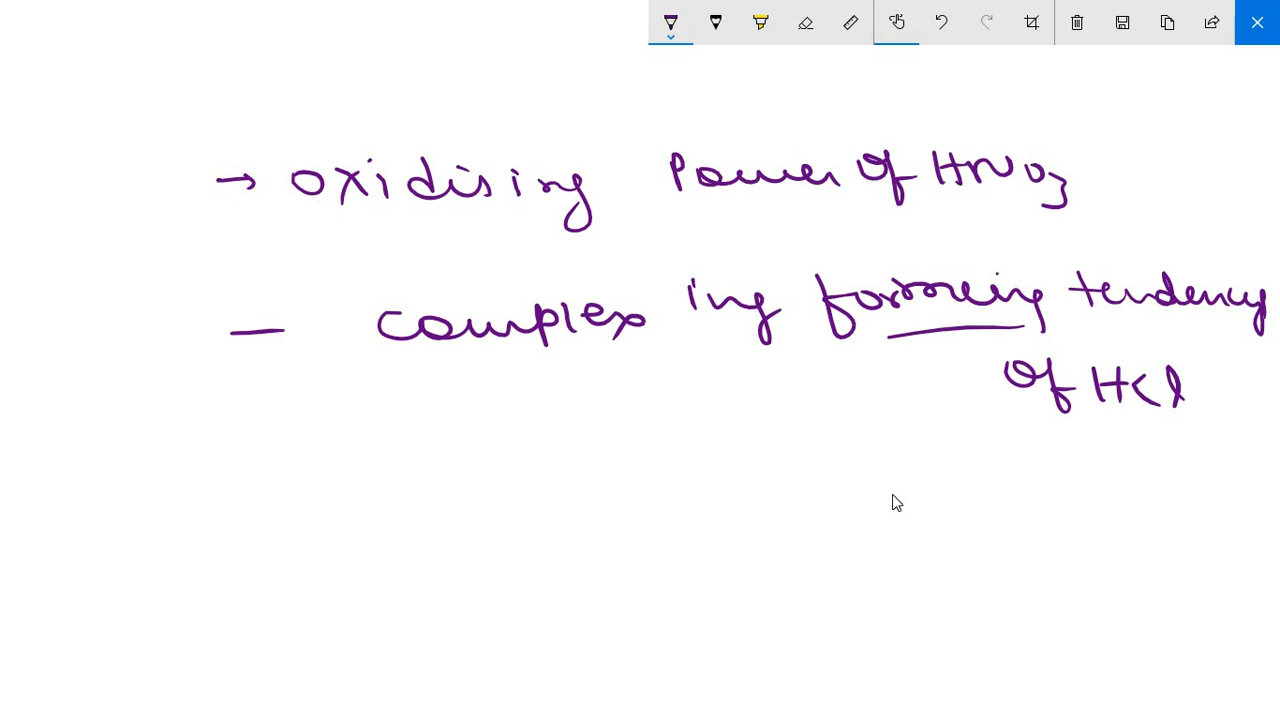 → Oxidising Power Of HNO3
— complex ing forming tendency
Of HCl